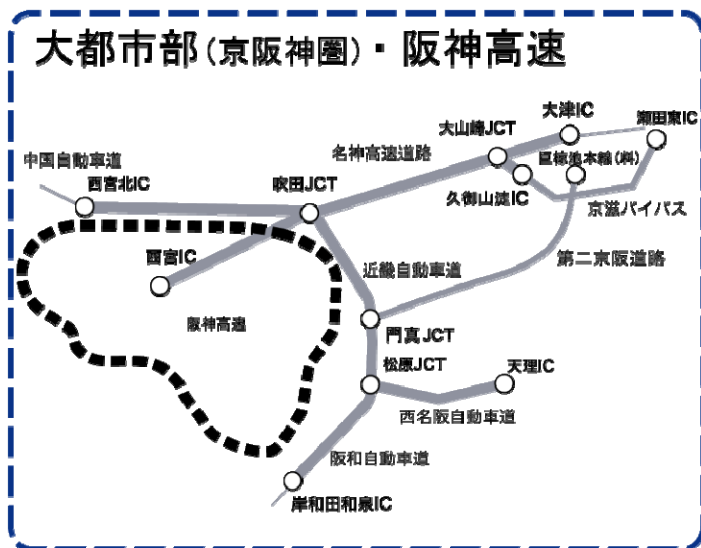 大都市部(京阪神圏)・阪神高速
大津IC
瀬田東IC
大山崎JCT
中国自動車道
名神高速道路
巨椋池本線(料)
西宮北IC
吹田JCT
久御山淀IC
京滋バイパス
西宮IC
近畿自動車道
第二京阪道路
阪神高速
門真JCT
松原JCT
天理IC
西名阪自動車道
阪和自動車道
岸和田和泉IC